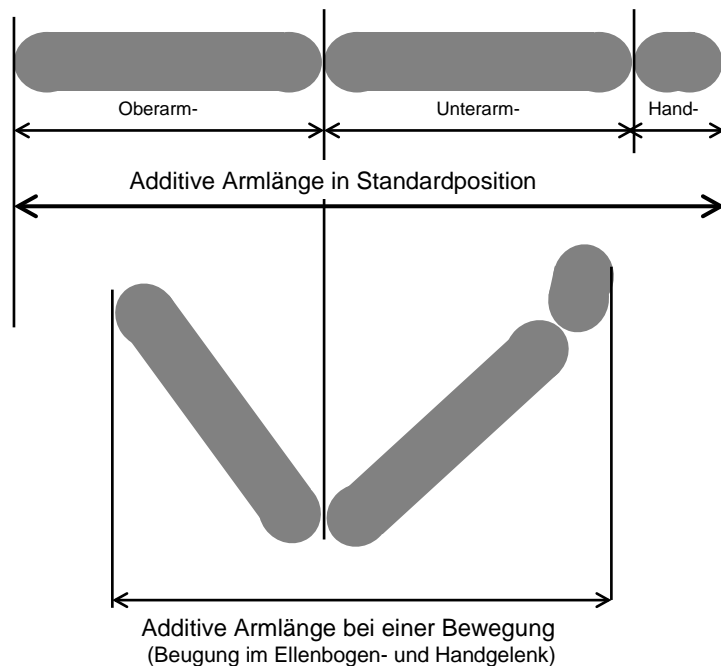 Oberarm- Unterarm- Hand-
Additive Armlänge in Standardposition
Additive Armlänge bei einer Bewegung
(Beugung im Ellenbogen- und Handgelenk)